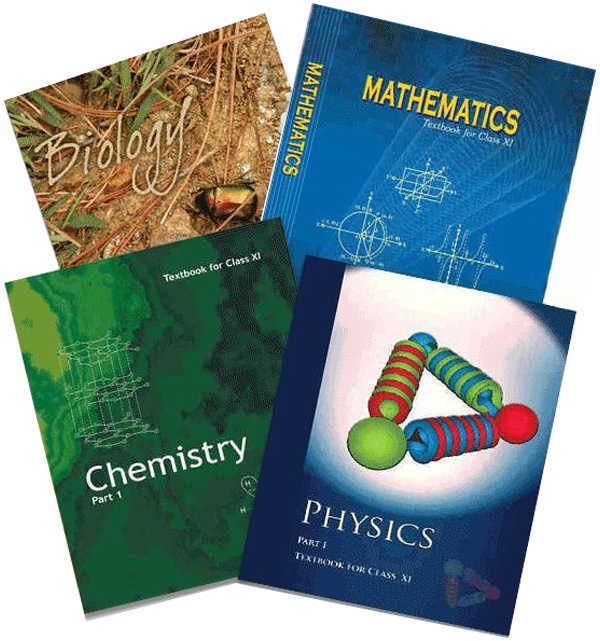 Biology
MATHEMATICS
MATHEMATICS
Textbook for Class XI
Textbook for Class XI
Chemistry
Part 1
PHYSICS
PART I
TEXTBOOK FOR CLASS XI